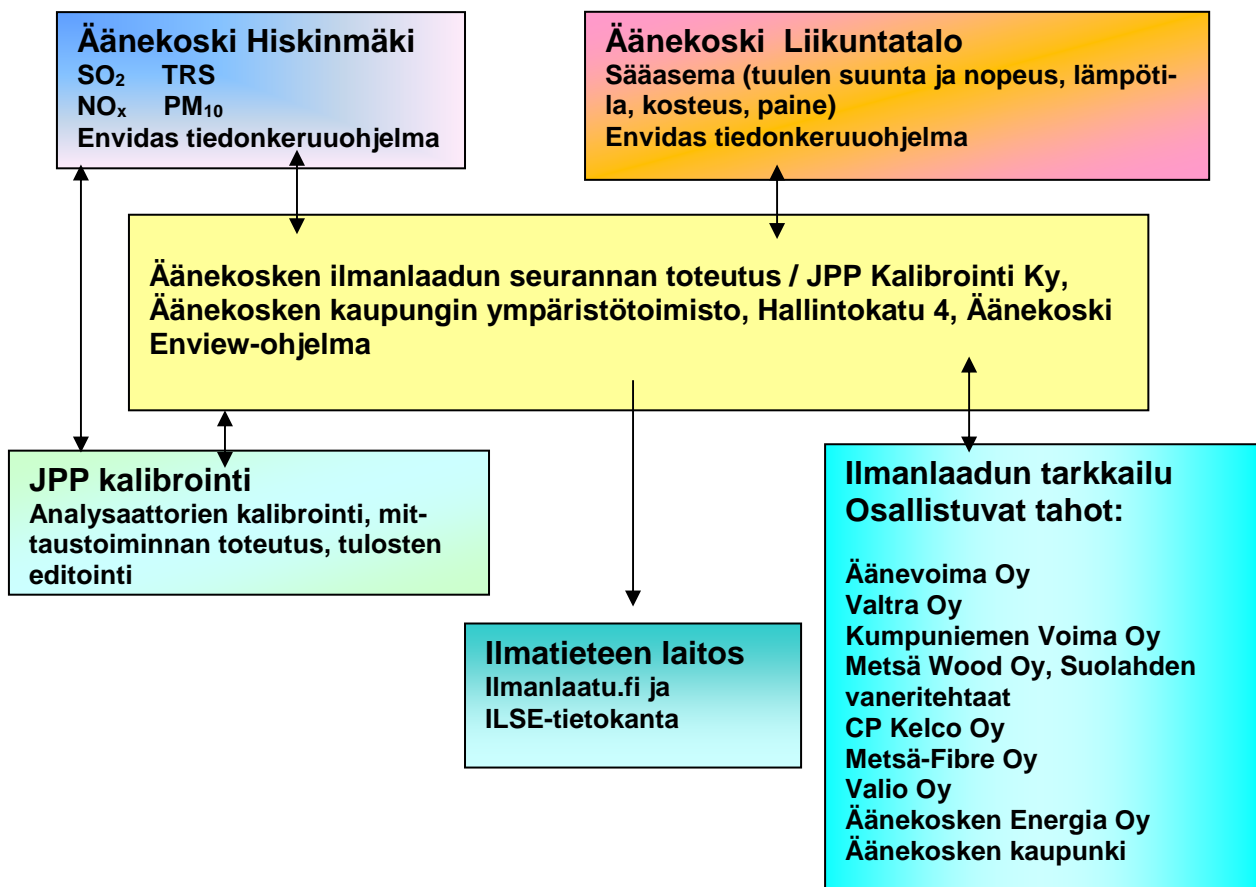 Äänekoski Hiskinmäki
SO₂ TRS
NOₓ PM₁₀
Envidas tiedonkeruuohjelma
Äänekoski Liikuntatalo
Sääasema (tuulen suunta ja nopeus, lämpöti-
la, kosteus, paine)
Envidas tiedonkeruuohjelma
Äänekosken ilmanlaadun seurannan toteutus / JPP Kalibrointi Ky,
Äänekosken kaupungin ympäristötoimisto, Hallintokatu 4, Äänekoski
Enview-ohjelma
JPP kalibrointi
Analysaattorien kalibrointi, mit-
taustoiminnan toteutus, tulosten
editointi
Ilmatieteen laitos
Ilmanlaatu.fi ja
ILSE-tietokanta
Ilmanlaadun tarkkailu
Osallistuvat tahot:
Äänevoima Oy
Valtra Oy
Kumpuniemen Voima Oy
Metsä Wood Oy, Suolahden
vaneritehtaat
CP Kelco Oy
Metsä-Fibre Oy
Valio Oy
Äänekosken Energia Oy
Äänekosken kaupunki